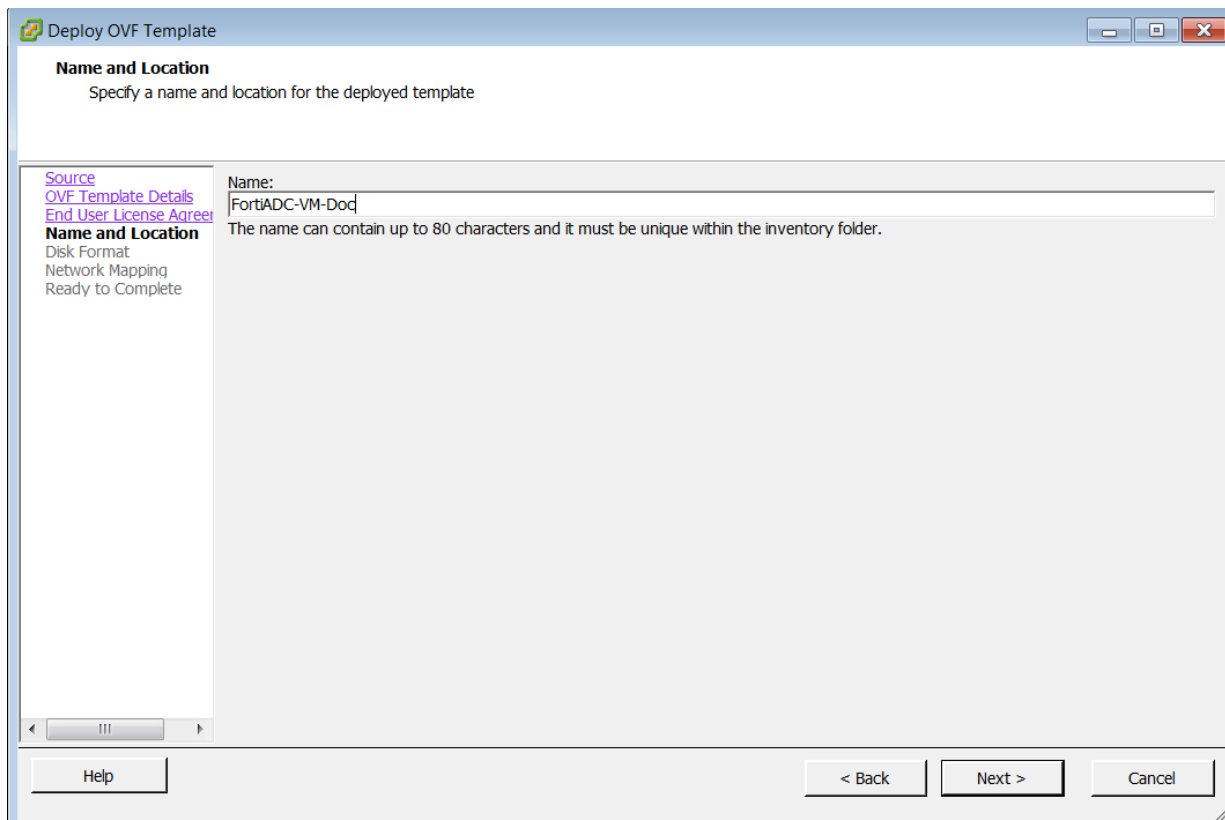 Deploy OVF Template
Name and Location
Specify a name and location for the deployed template
Source
OVF Template Details
End User License Agreer
Name and Location
Disk Format
Network Mapping
Ready to Complete
Name:
FortiADC-VM-Doc
The name can contain up to 80 characters and it must be unique within the inventory folder.
Help
< Back
Next >
Cancel